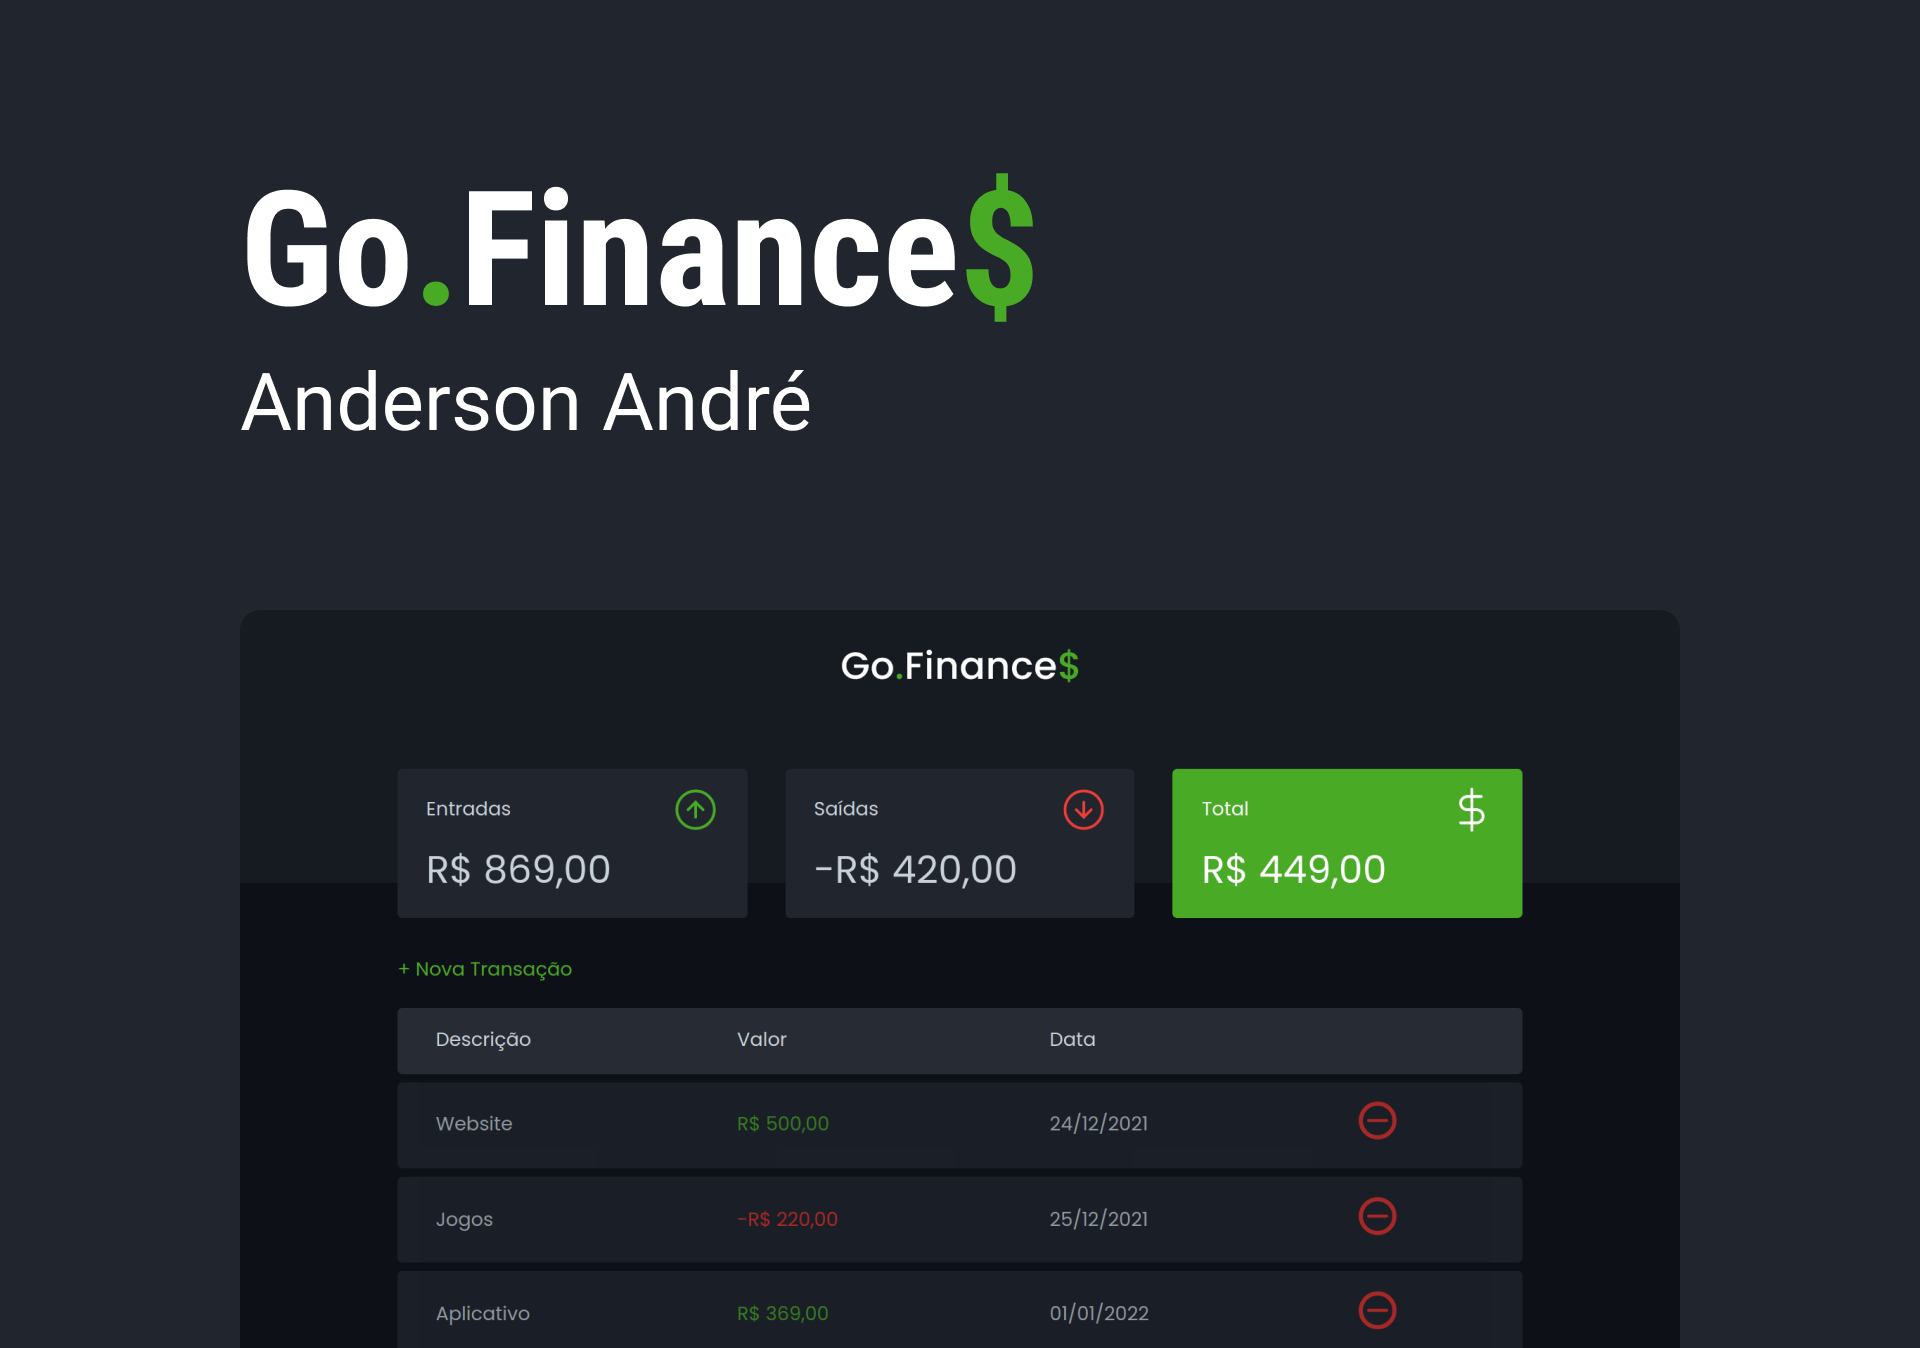 Go.Finance$
Anderson André
Go.Finance$
Entradas
R$ 869,00
Saídas
-R$ 420,00
Total
$
R$ 449,00
+ Nova Transação
Descrição Valor Data
Website R$ 500,00 24/12/2021
Jogos -R$ 220,00 25/12/2021
Aplicativo R$ 369,00 01/01/2022